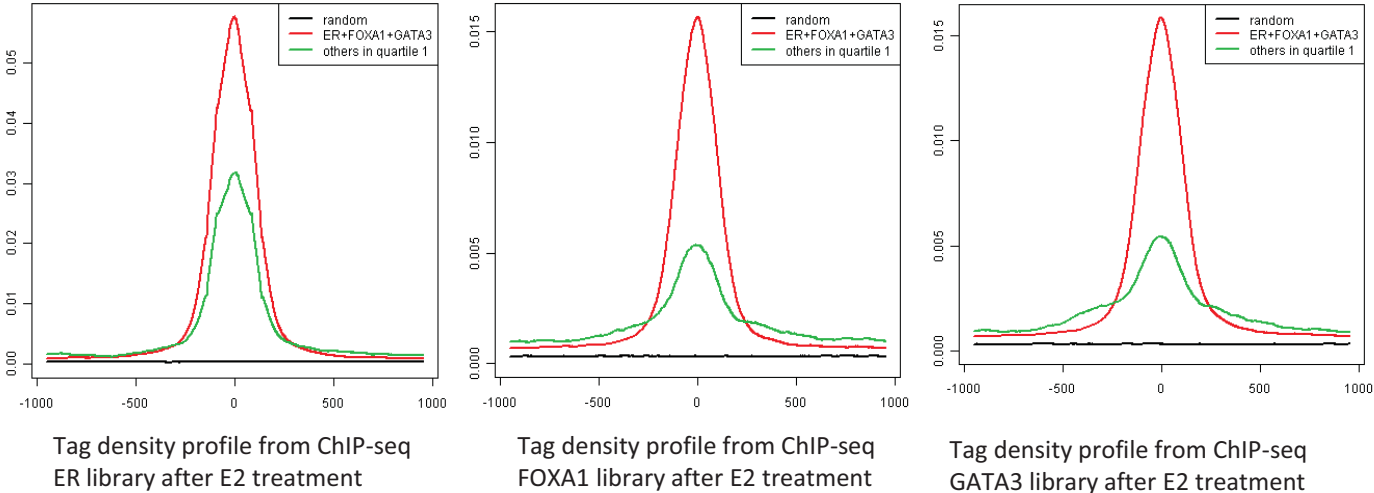 random
ER+FOXA1+GATA3
others in quartile 1
0.00
0.01
0.02
0.03
0.04
0.05
-1000
-500
0
500
1000
Tag density profile from ChIP-seq
ER library after E2 treatment
random
ER+FOXA1+GATA3
others in quartile 1
0.000
0.005
0.010
0.015
-1000
-500
0
500
1000
Tag density profile from ChIP-seq
FOXA1 library after E2 treatment
random
ER+FOXA1+GATA3
others in quartile 1
0.000
0.005
0.010
0.015
-1000
-500
0
500
1000
Tag density profile from ChIP-seq
GATA3 library after E2 treatment